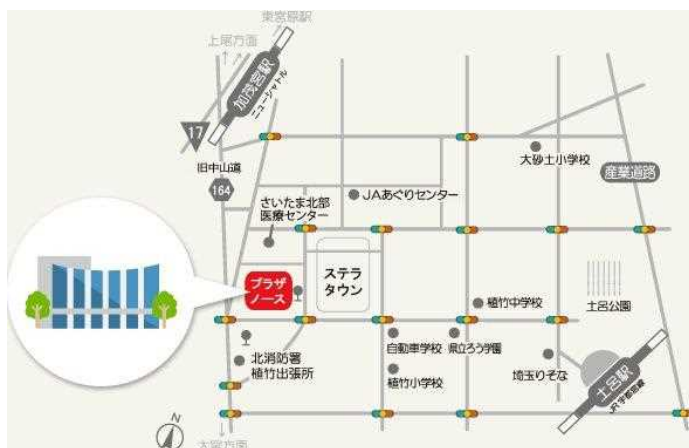 東宮原駅
上尾方面
加茂宮駅
ニューシャトル
17
旧中山道
164
大砂土小学校
産業道路
さいたま北部
医療センター
JAあぐりセンター
プラザ
ノース
ステラ
タウン
植竹中学校
土呂公園
自動車学校
県立ろう学園
北消防署
植竹出張所
植竹小学校
埼玉りそな
土呂駅
JR宇都宮線
N
大宮方面